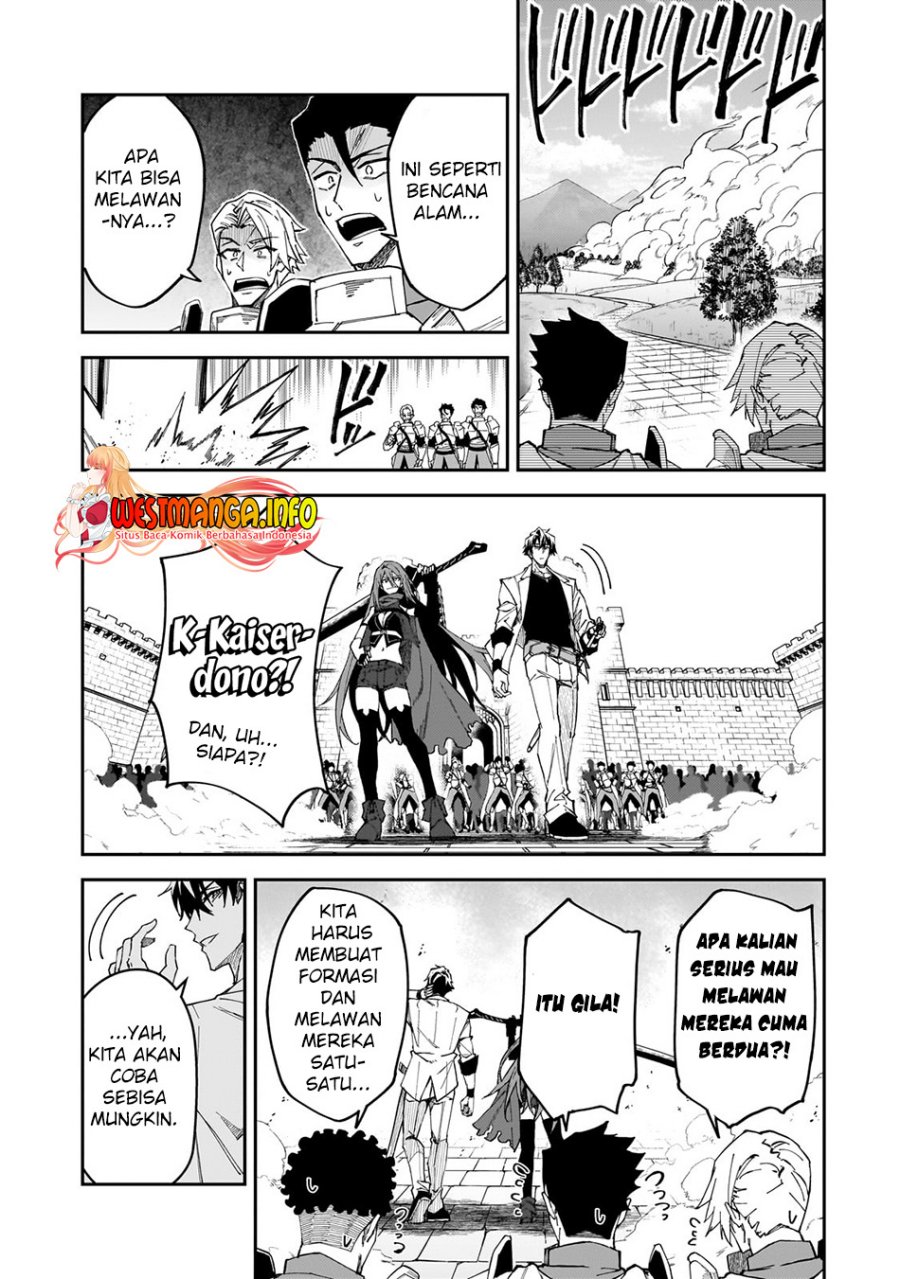 ドドドドドド
INI SEPERTI
BENCANA
ALAM...
APA
KITA BISA
MELAWAN
-NYA...?
ド
WESTMANGA.INFO
Situs Baca Komik Berbahasa Indonesia
K-Kaiser-
dono?!
DAN, UH...
SIAPA?!
APA KALIAN
SERIUS MAU
MELAWAN
MEREKA CUMA
BERDUA?!
ITU GILA!
KITA
HARUS
MEMBUAT
FORMASI
DAN
MELAWAN
MEREKA
SATU-
SATU...
...YAH,
KITA AKAN
COBA
SEBISA
MUNGKIN.